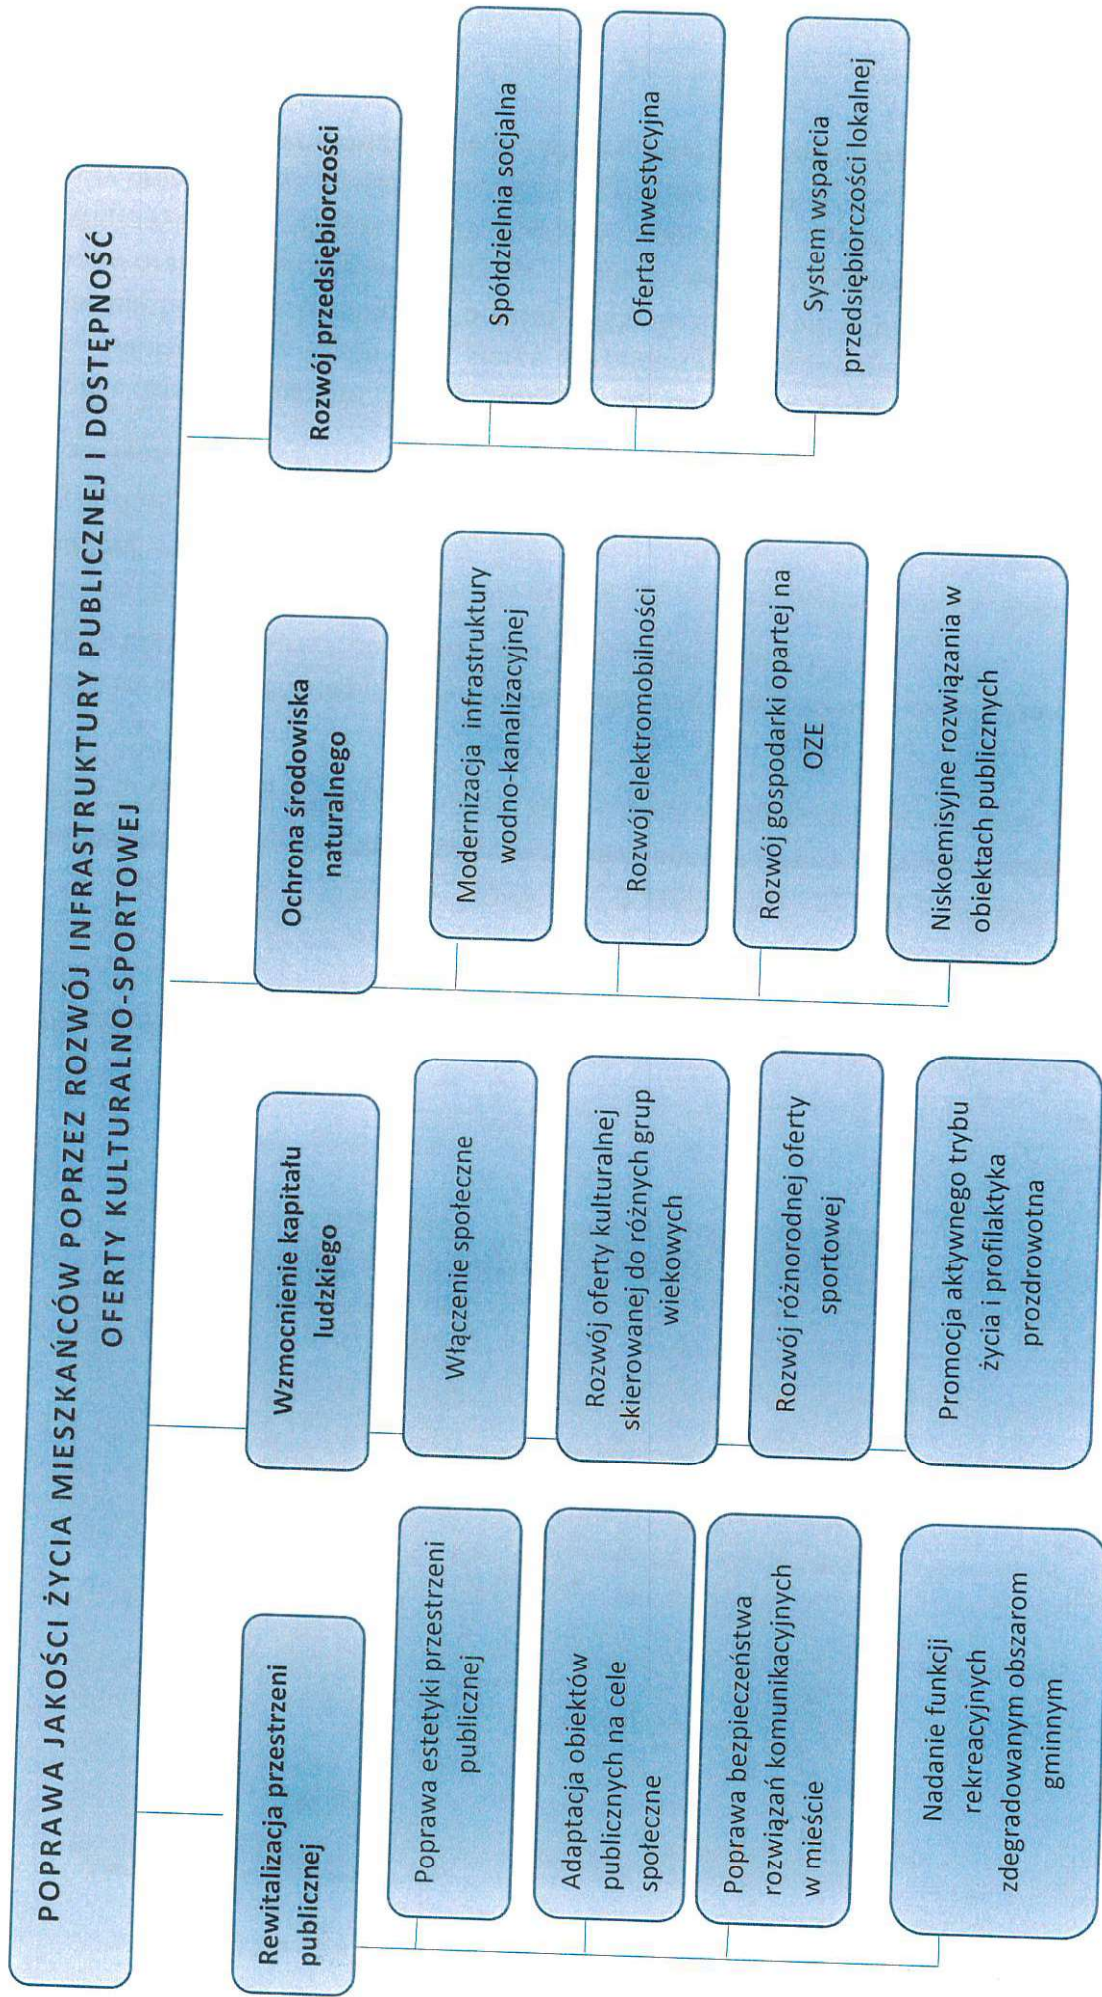 POPRAWA JAKOŚCI ŻYCIA MIESZKAŃCÓW POPRZEZ ROZWÓJ INFRASTRUKTURY PUBLICZNEJ I DOSTĘPNOŚĆ
OFERTY KULTURALNO-SPORTOWEJ
Rewitalizacja przestrzeni
publicznej
Poprawa estetyki przestrzeni
publicznej
Adaptacja obiektów
publicznych na cele
społeczne
Poprawa bezpieczeństwa
rozwiązań komunikacyjnych
w mieście
Nadanie funkcji
rekreacyjnych
zdegradowanym obszarom
gminnym
Wzmocnienie kapitału
ludzkiego
Włączenie społeczne
Rozwój oferty kulturalnej
skierowanej do różnych grup
wiekowych
Rozwój różnorodnej oferty
sportowej
Promocja aktywnego trybu
życia i profilaktyka
prozdrowotna
Ochrona środowiska
naturalnego
Modernizacja infrastruktury
wodno-kanalizacyjnej
Rozwój elektromobilności
Rozwój gospodarki opartej na
OZE
Niskoemisyjne rozwiązania w
obiektach publicznych
Rozwój przedsiębiorczości
Spółdzielnia socjalna
Oferta Inwestycyjna
System wsparcia
przedsiębiorczości lokalnej